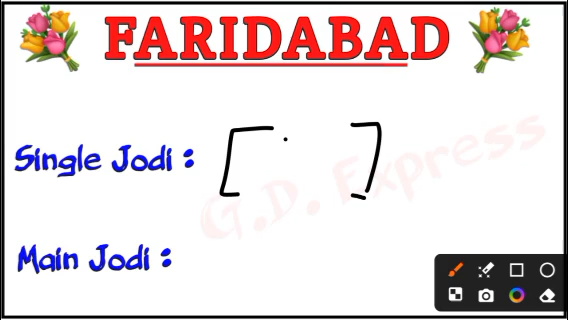 FARIDABAD
Single Jodi :
G.D. Express
Main Jodi :